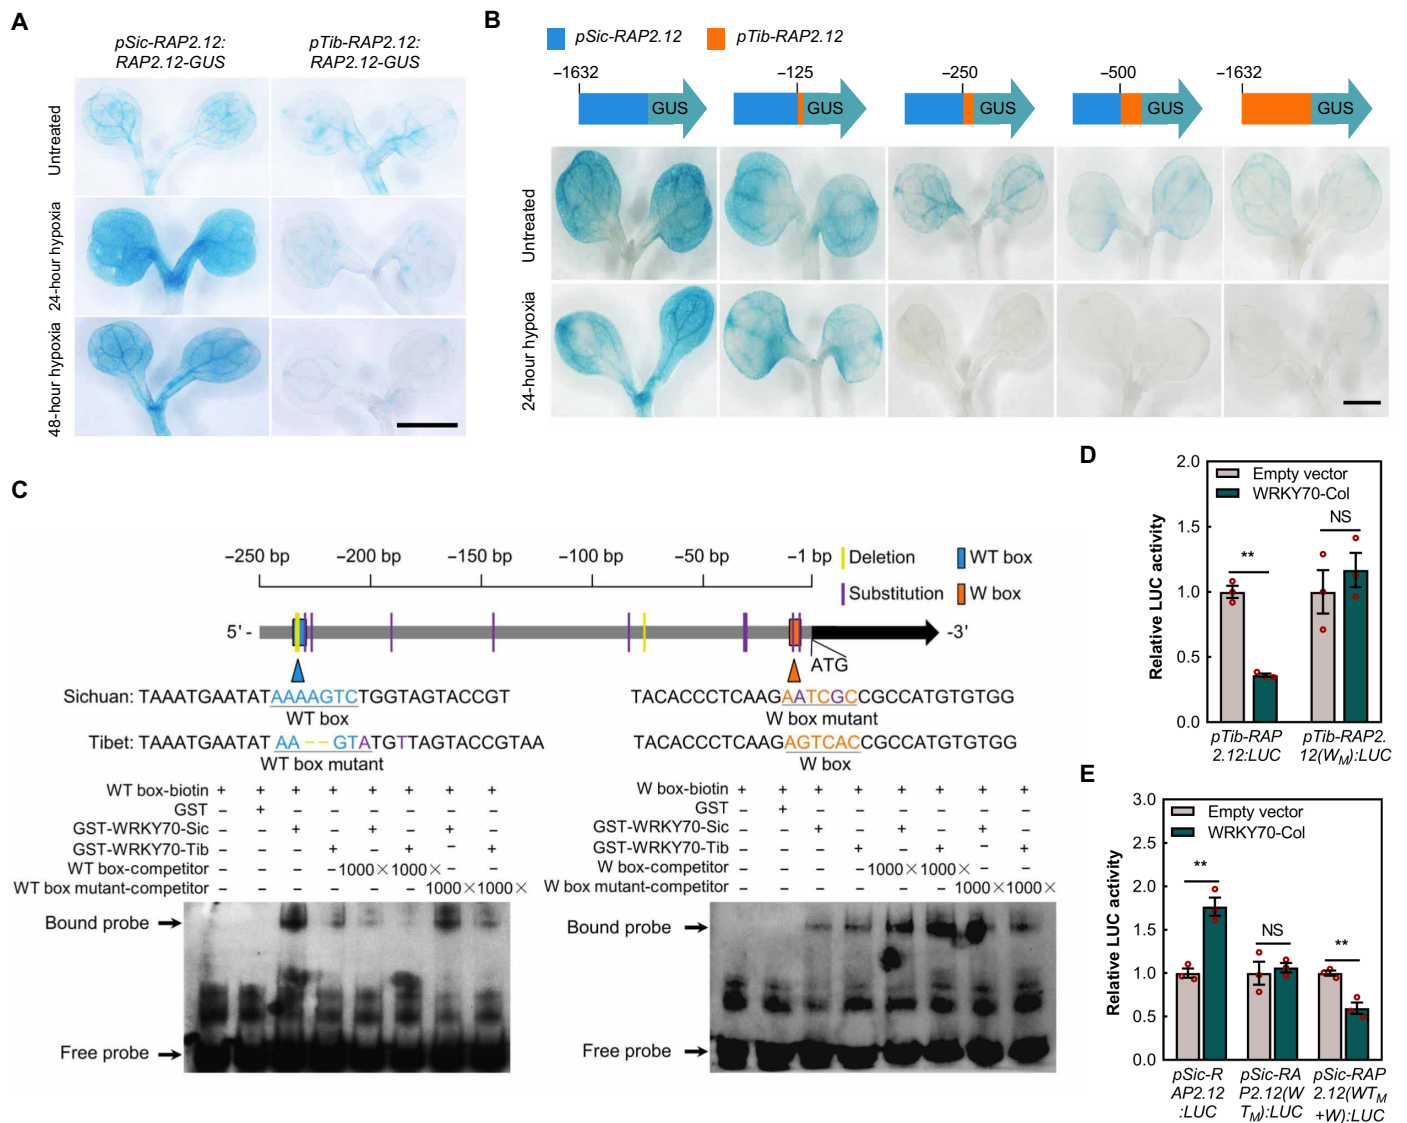 A
pSic-RAP2.12:
RAP2.12-GUS
pTib-RAP2.12:
RAP2.12-GUS
Untreated
24-hour hypoxia
48-hour hypoxia
B
pSic-RAP2.12
pTib-RAP2.12
−1632
−125
−250
−500
−1632
GUS
GUS
GUS
GUS
GUS
Untreated
24-hour hypoxia
C
−250 bp
−200 bp
−150 bp
−100 bp
−50 bp
−1 bp
Deletion
WT box
Substitution
W box
5' -
-3'
ATG
Sichuan: TAAATGAATATAAAAGTCTGGTAGTACCGT
WT box
Tibet: TAAATGAATAT AA−−GTATGTTAGTACCGTAA
WT box mutant
TACACCCTCAAGAATCGCCGCCATGTGTGG
W box mutant
TACACCCTCAAGAGTCACCGCCATGTGTGG
W box
WT box-biotin + + + + + + + +
GST − + − − − − − −
GST-WRKY70-Sic − − + − + − + −
GST-WRKY70-Tib − − − + − + − +
WT box-competitor − − − − 1000× 1000× − −
WT box mutant-competitor − − − − − − 1000× 1000×
Bound probe
Free probe
W box-biotin + + + + + + + +
GST − + − − − − − −
GST-WRKY70-Sic − − + − + − + −
GST-WRKY70-Tib − − − + − + − +
W box-competitor − − − − 1000× 1000× − −
W box mutant-competitor − − − − − − 1000× 1000×
Bound probe
Free probe
D
Relative LUC activity
2.0
1.5
1.0
0.5
0.0
Empty vector
WRKY70-Col
**
NS
pTib-RAP
2.12:LUC
pTib-RAP2.
12(WM):LUC
E
Relative LUC activity
3.0
2.5
2.0
1.5
1.0
0.5
0.0
Empty vector
WRKY70-Col
**
NS
**
pSic-R
AP2.12
:LUC
pSic-RA
P2.12(W
TM):LUC
pSic-RAP
2.12(WTM
+W):LUC